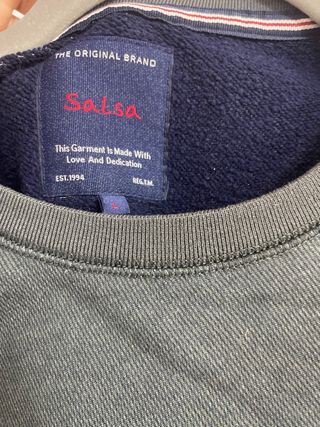 THE ORIGINAL BRAND
Salsa
This Garment Is Made With
Love And Dedication
EST.1994 REG.T.M.